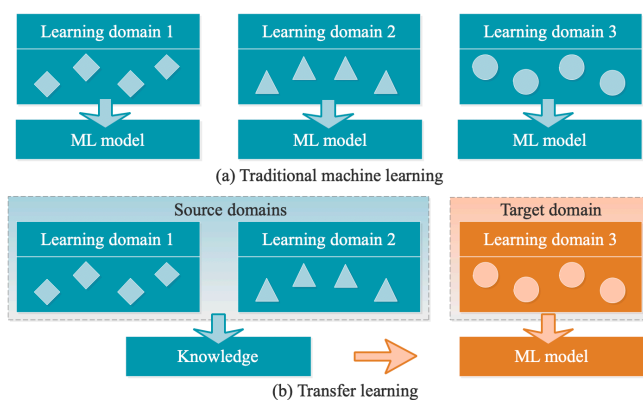 Learning domain 1
Learning domain 2
Learning domain 3
ML model
ML model
ML model
(a) Traditional machine learning
Source domains
Target domain
Learning domain 1
Learning domain 2
Learning domain 3
Knowledge
ML model
(b) Transfer learning